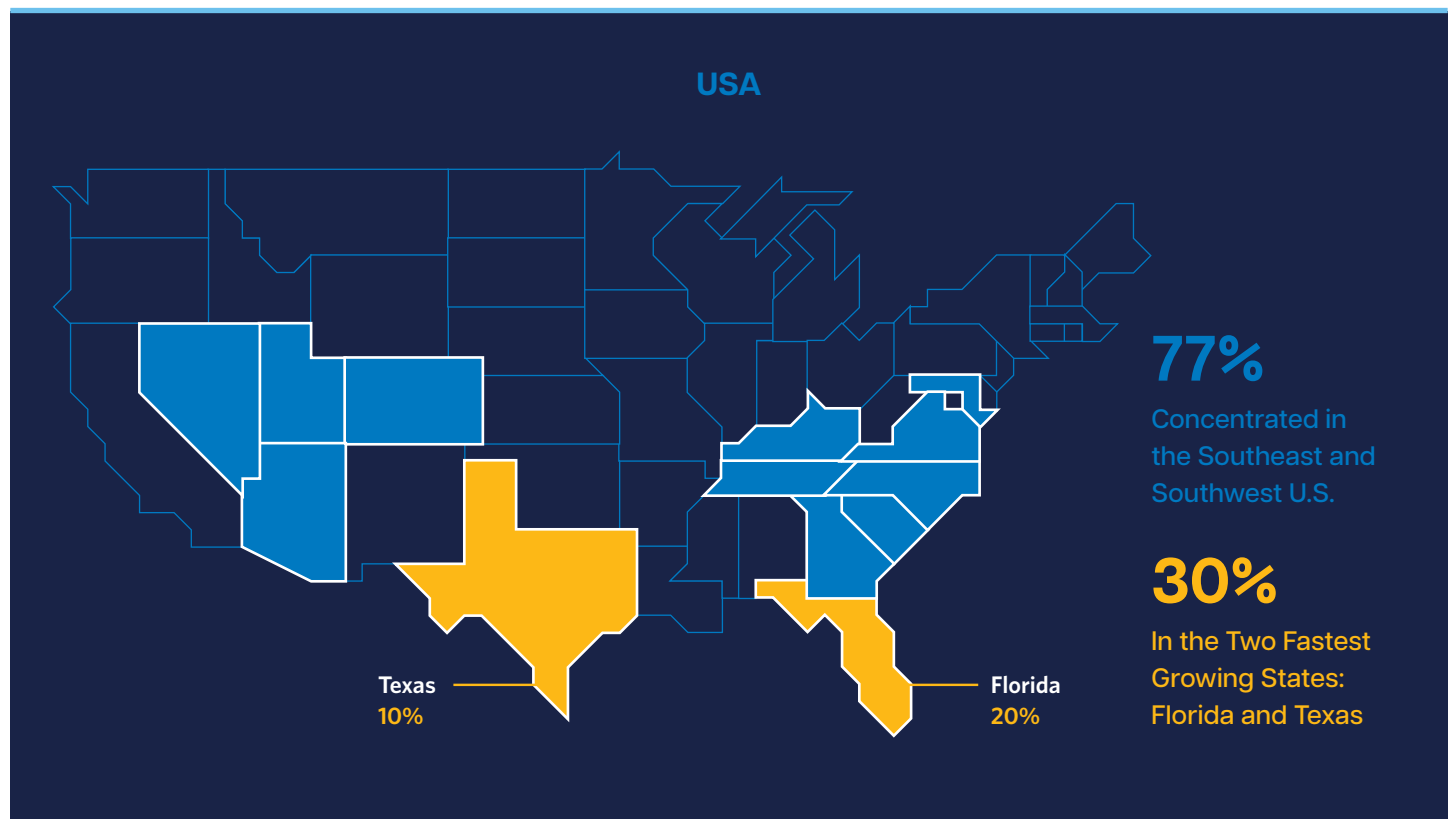 USA
77%
Concentrated in
the Southeast and
Southwest U.S.
30%
In the Two Fastest
Growing States:
Florida and Texas
Texas
10%
Florida
20%